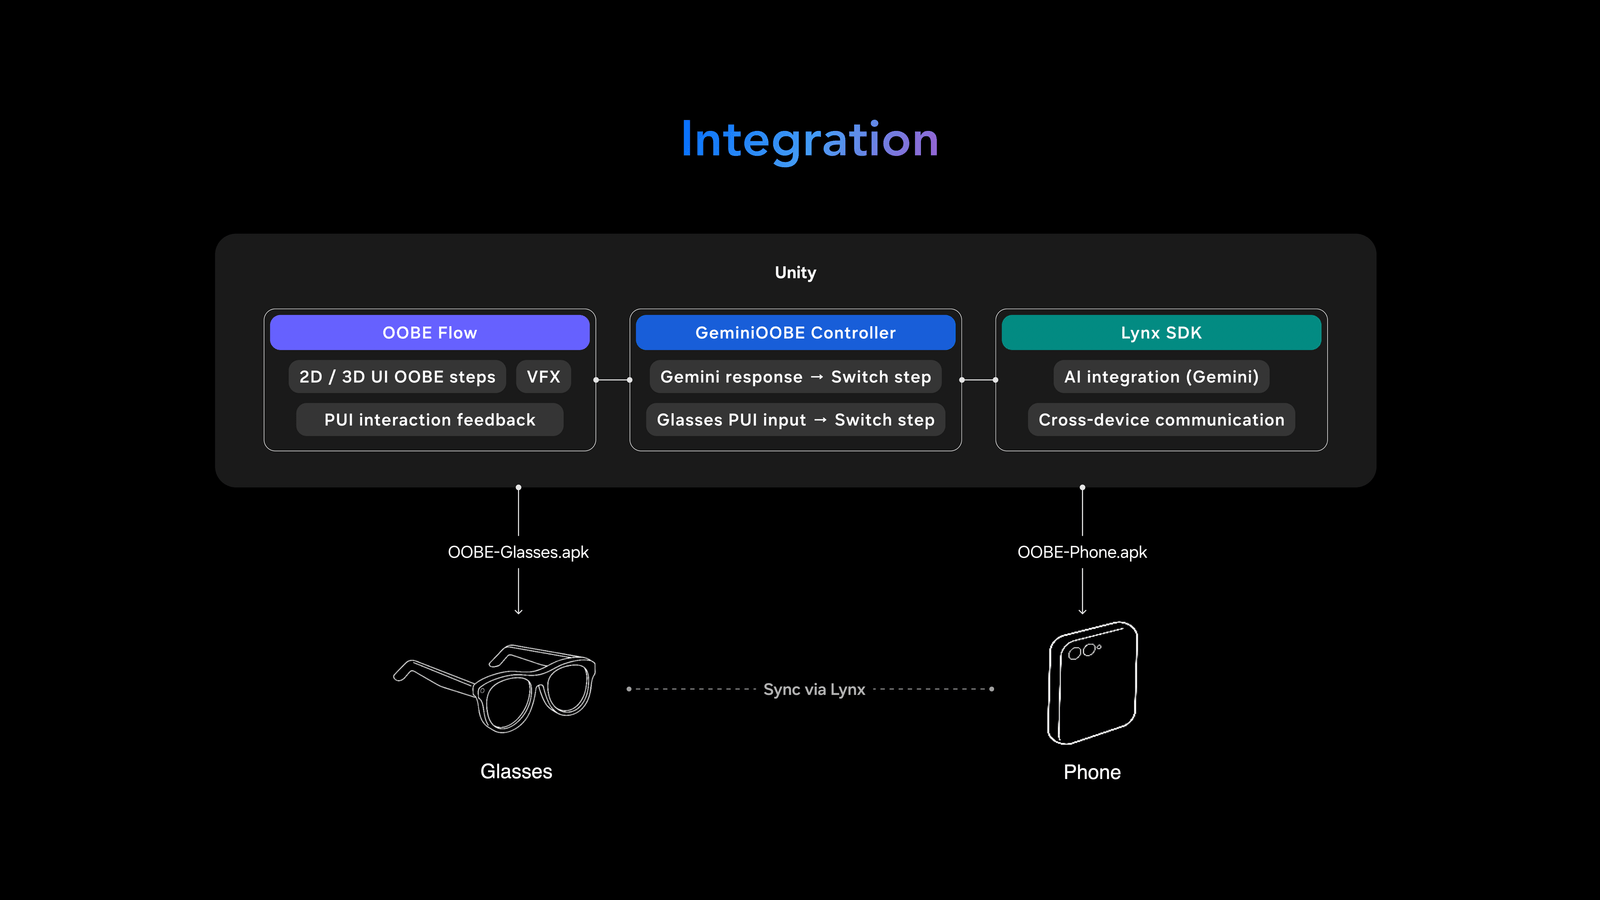 Integration
Unity
OOBE Flow
2D / 3D UI OOBE steps
VFX
PUI interaction feedback
GeminiOOBE Controller
Gemini response → Switch step
Glasses PUI input → Switch step
Lynx SDK
AI integration (Gemini)
Cross-device communication
OOBE-Glasses.apk
OOBE-Phone.apk
Sync via Lynx
Glasses
Phone